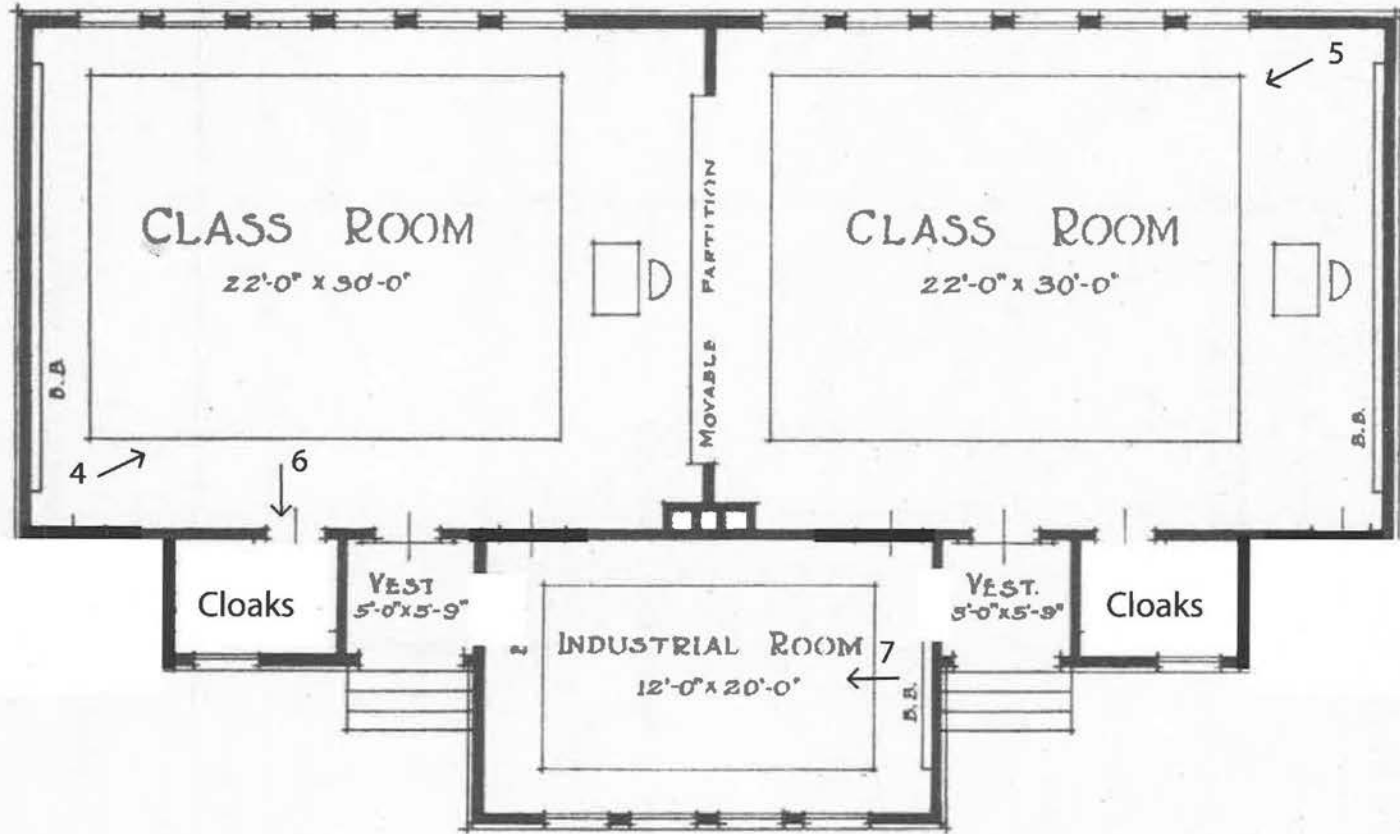 5
CLASS ROOM
22'-0" X 30'-0"
CLASS ROOM
22'-0" X 30'-0"
MOVABLE PARTITION
B.B
B.B.
4
6
Cloaks
VEST
5'-0"X5'-9"
VEST.
5'-0"X5'-9"
Cloaks
INDUSTRIAL ROOM
12'-0" X 20'-0"
7
B.B.